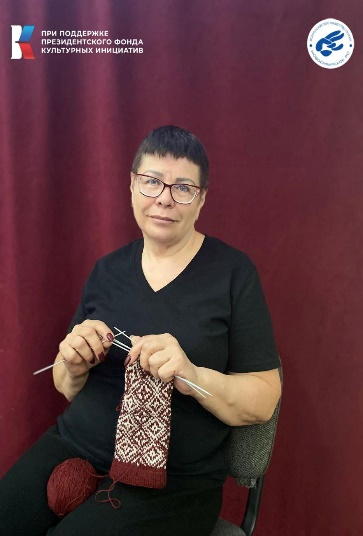 ПРИ ПОДДЕРЖКЕ
ПРЕЗИДЕНТСКОГО ФОНДА
КУЛЬТУРНЫХ ИНИЦИАТИВ